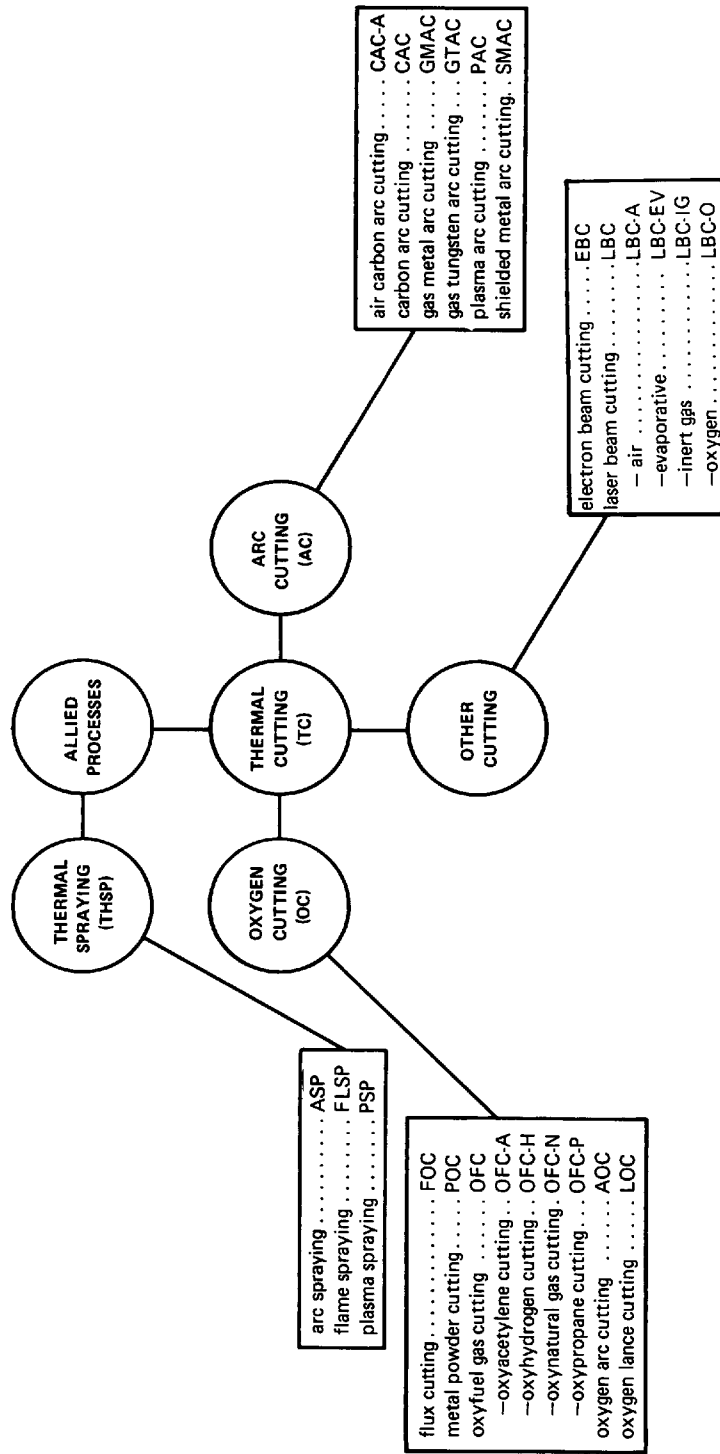 THERMAL
SPRAYING
(THSP)
ALLIED
PROCESSES
OXYGEN
CUTTING
(OC)
THERMAL
CUTTING
(TC)
ARC
CUTTING
(AC)
OTHER
CUTTING
arc spraying........... ASP
flame spraying....... FLSP
plasma spraying...... PSP
flux cutting............ FOC
metal powder cutting..... POC
oxyfuel gas cutting ...... OFC
—oxyacetylene cutting.. OFC-A
—oxyhydrogen cutting.. OFC-H
—oxynatural gas cutting. OFC-N
—oxypropane cutting... OFC-P
oxygen arc cutting ...... AOC
oxygen lance cutting ..... LOC
air carbon arc cutting..... CAC-A
carbon arc cutting ........ CAC
gas metal arc cutting..... GMAC
gas tungsten arc cutting... GTAC
plasma arc cutting ....... PAC
shielded metal arc cutting.. SMAC
electron beam cutting ..... EBC
laser beam cutting........ LBC
— air ............LBC-A
—evaporative......... LBC-EV
—inert gas ...........LBC-IG
—oxygen ............LBC-O